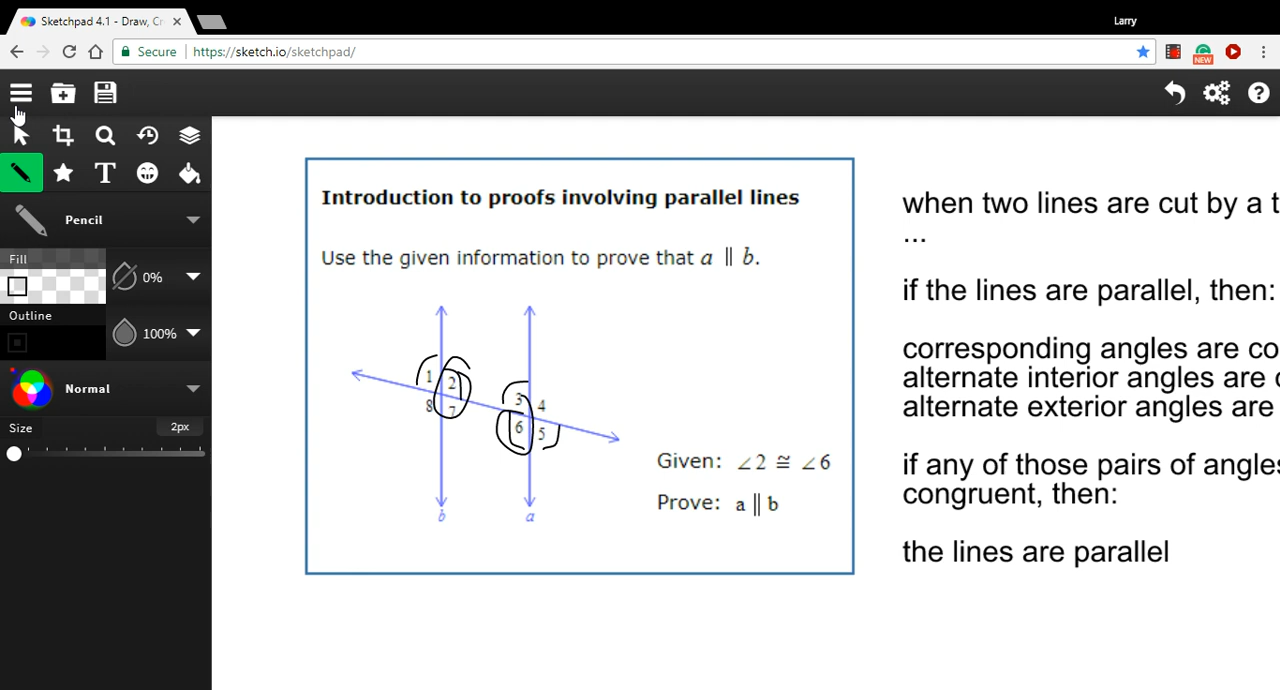 Larry
Sketchpad 4.1 - Draw, Cr
Secure https://sketch.io/sketchpad/
NEW
Pencil
Fill
0%
Outline
100%
Normal
Size 2px
Introduction to proofs involving parallel lines
Use the given information to prove that a ∥ b.
1 2
8 7
3 4
6 5
b a
Given: ∠2 ≅ ∠6
Prove: a ∥ b
when two lines are cut by a t
...
if the lines are parallel, then:
corresponding angles are co
alternate interior angles are c
alternate exterior angles are
if any of those pairs of angles
congruent, then:
the lines are parallel